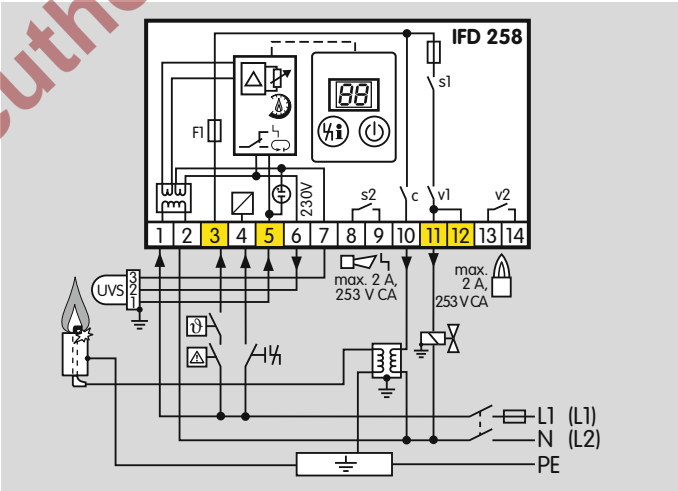 euthe
IFD 258
s1
88
i
F1
230V
s2
c
v1
v2
1 2 3 4 5 6 7 8 9 10 11 12 13 14
max. 2 A,
253 V CA
max.
2 A,
253 V CA
UVS
3
2
1
ϑ
L1 (L1)
N (L2)
PE